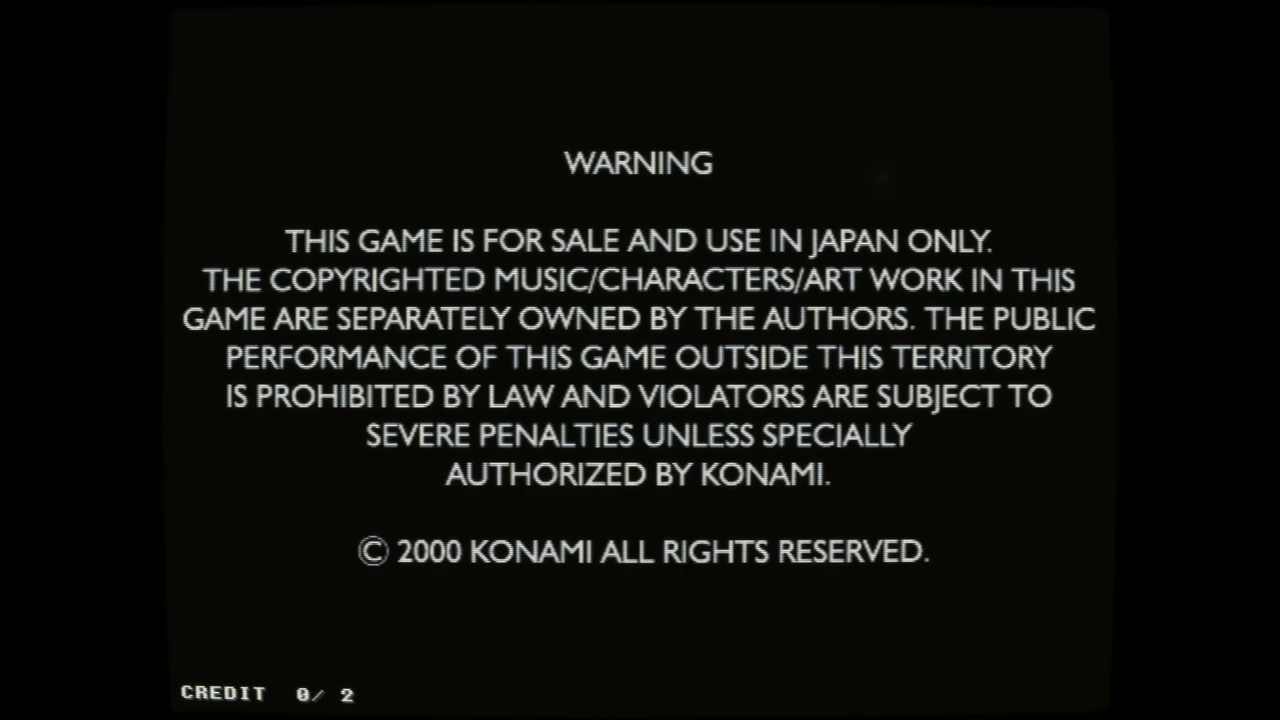 WARNING
THIS GAME IS FOR SALE AND USE IN JAPAN ONLY.
THE COPYRIGHTED MUSIC/CHARACTERS/ART WORK IN THIS
GAME ARE SEPARATELY OWNED BY THE AUTHORS. THE PUBLIC
PERFORMANCE OF THIS GAME OUTSIDE THIS TERRITORY
IS PROHIBITED BY LAW AND VIOLATORS ARE SUBJECT TO
SEVERE PENALTIES UNLESS SPECIALLY
AUTHORIZED BY KONAMI.
© 2000 KONAMI ALL RIGHTS RESERVED.
CREDIT 0/ 2